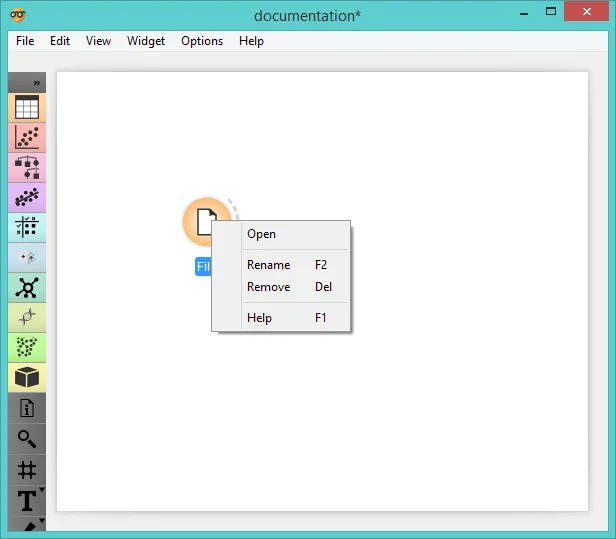 documentation*
File Edit View Widget Options Help
»
Open
Rename F2
Remove Del
Help F1
Fil
T